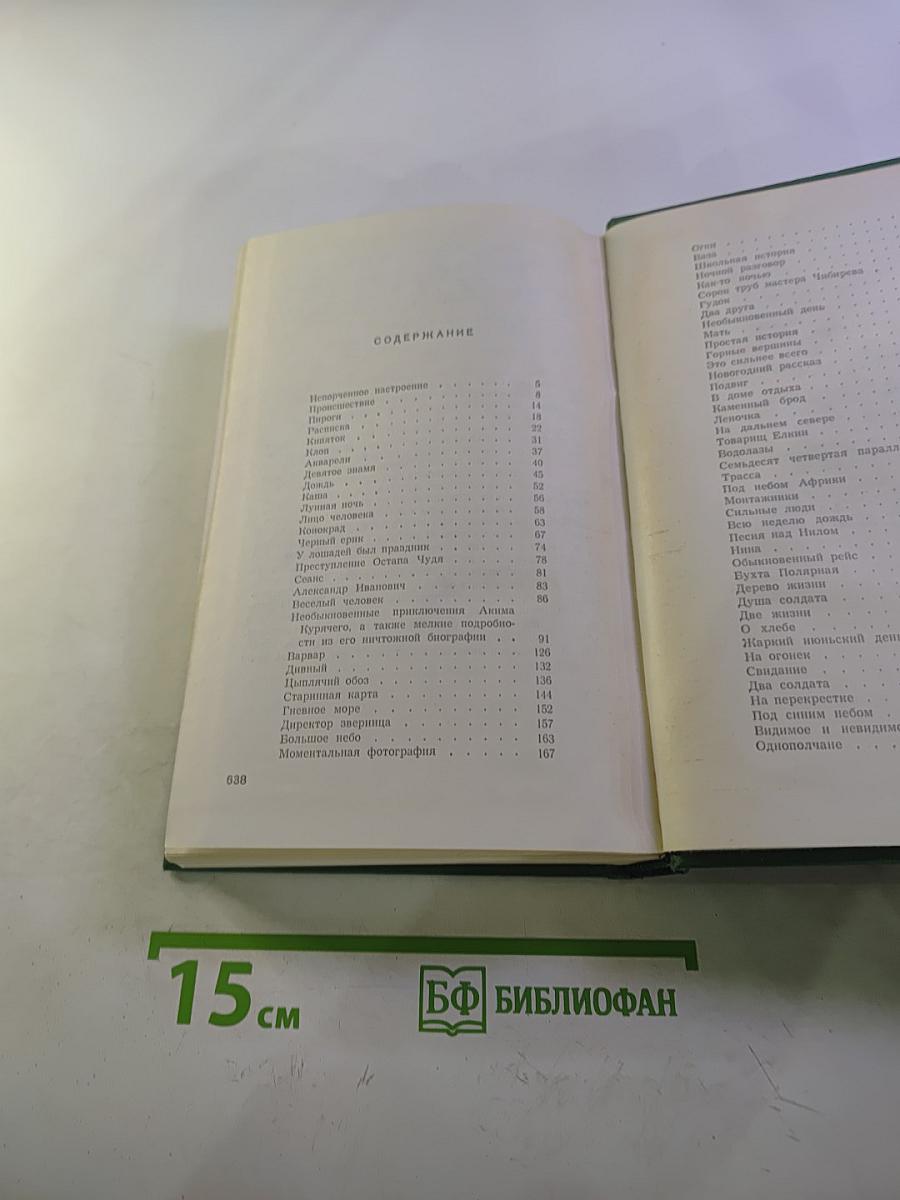 СОДЕРЖАНИЕ
Непорченное настроение . . . . . . 5
Происшествие . . . . . . . . 8
Пироги . . . . . . . . . . 14
Расписка . . . . . . . . . 18
Кипяток . . . . . . . . . 22
Клоп . . . . . . . . . . 31
Акварели . . . . . . . . . 37
Девятое знамя . . . . . . . . 40
Дождь . . . . . . . . . . 45
Каша . . . . . . . . . . 52
Лунная ночь . . . . . . . . 56
Лицо человека . . . . . . . . 58
Конокрад . . . . . . . . . 63
Черный ерик . . . . . . . . 67
У лошадей был праздник . . . . . . 74
Преступление Остапа Чудя . . . . . 78
Сеанс . . . . . . . . . . 81
Александр Иванович . . . . . . . 83
Веселый человек . . . . . . . . 86
Необыкновенные приключения Акима
Курячего, а также мелкие подробно-
сти из его ничтожной биографии . . 91
Варвар . . . . . . . . . . 126
Дивный . . . . . . . . . . 132
Цыплячий обоз . . . . . . . . 136
Старинная карта . . . . . . . . 144
Гневное море . . . . . . . . 152
Директор зверинца . . . . . . . 157
Большое небо . . . . . . . . 163
Моментальная фотография . . . . . 167
638
Огни . . . . . . . . . .
Ваза . . . . . . . . . .
Школьная история . . . . . .
Ночной разговор . . . . . .
Как-то ночью . . . . . . .
Сорок труб мастера Чибирева . .
Гудок . . . . . . . . .
Два друга . . . . . . . .
Необыкновенный день . . . . .
Мать . . . . . . . . .
Простая история . . . . . .
Горные вершины . . . . . .
Это сильнее всего . . . . . .
Новогодний рассказ . . . . .
Подвиг . . . . . . . .
В доме отдыха . . . . . .
Каменный брод . . . . . .
Леночка . . . . . . . .
На дальнем севере . . . . .
Товарищ Елкин . . . . . .
Водолазы . . . . . . .
Семьдесят четвертая паралл
Трасса . . . . . . . .
Под небом Африки . . . .
Монтажники . . . . . .
Сильные люди . . . . .
Всю неделю дождь . . . .
Песня над Нилом . . . .
Нина . . . . . . . .
Обыкновенный рейс . . . .
Бухта Полярная . . . . .
Дерево жизни . . . . .
Душа солдата . . . . .
Две жизни . . . . . .
О хлебе . . . . . . .
Жаркий июньский день
На огонек . . . . . .
Свидание . . . . . .
Два солдата . . . . .
На перекрестке . . . .
Под синим небом . . .
Видимое и невидимо
Однополчане . . . .
15 см
БФ БИБЛИОФАН